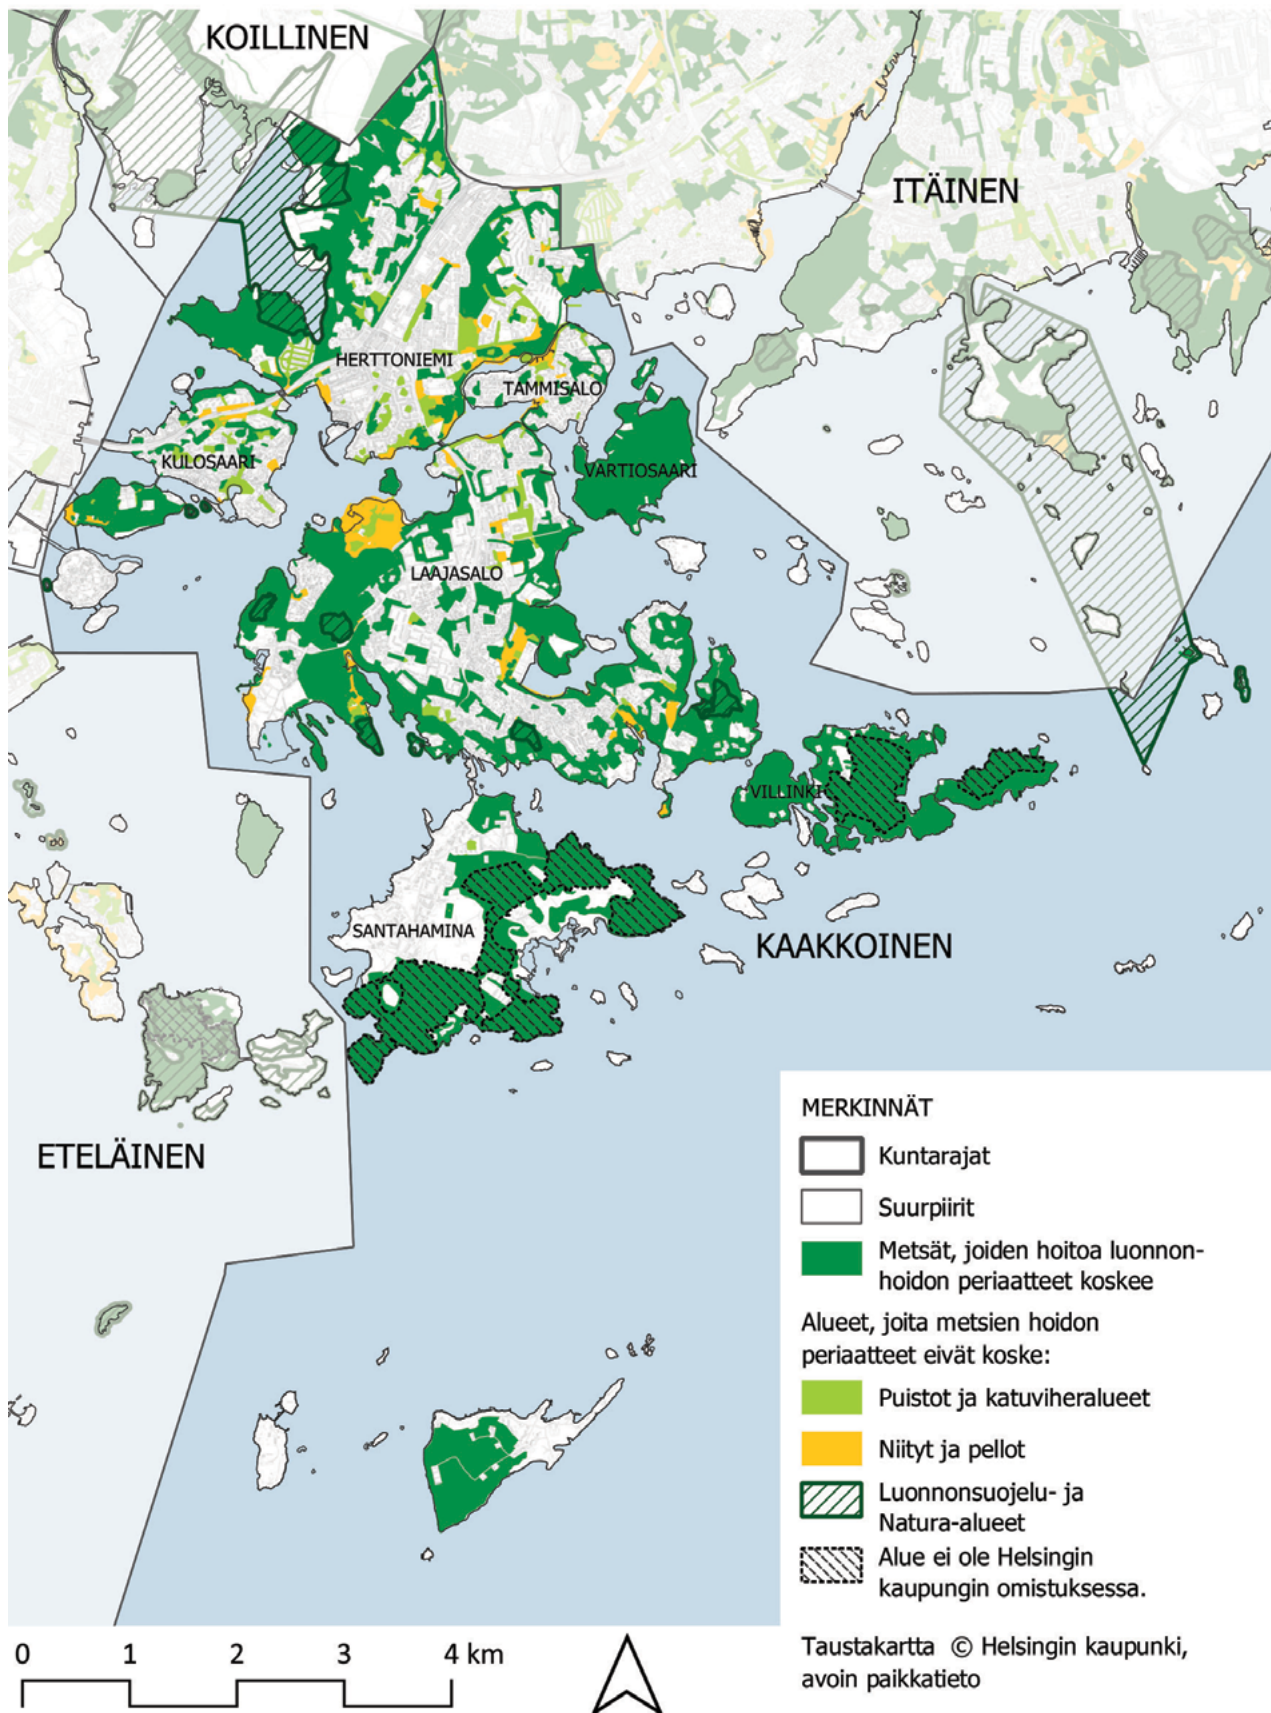 KOILLINEN
ITÄINEN
HERTTONIEMI
TAMMISALO
KULOSAARI
VARTIOSAARI
LAAJASALO
VILLINKI
SANTAHAMINA
KAAKKOINEN
ETELÄINEN
MERKINNÄT
Kuntarajat
Suurpiirit
Metsät, joiden hoitoa luonnon-
hoidon periaatteet koskee
Alueet, joita metsien hoidon
periaatteet eivät koske:
Puistot ja katuviheralueet
Niityt ja pellot
Luonnonsuojelu- ja
Natura-alueet
Alue ei ole Helsingin
kaupungin omistuksessa.
Taustakartta © Helsingin kaupunki,
avoin paikkatieto
0 1 2 3 4 km